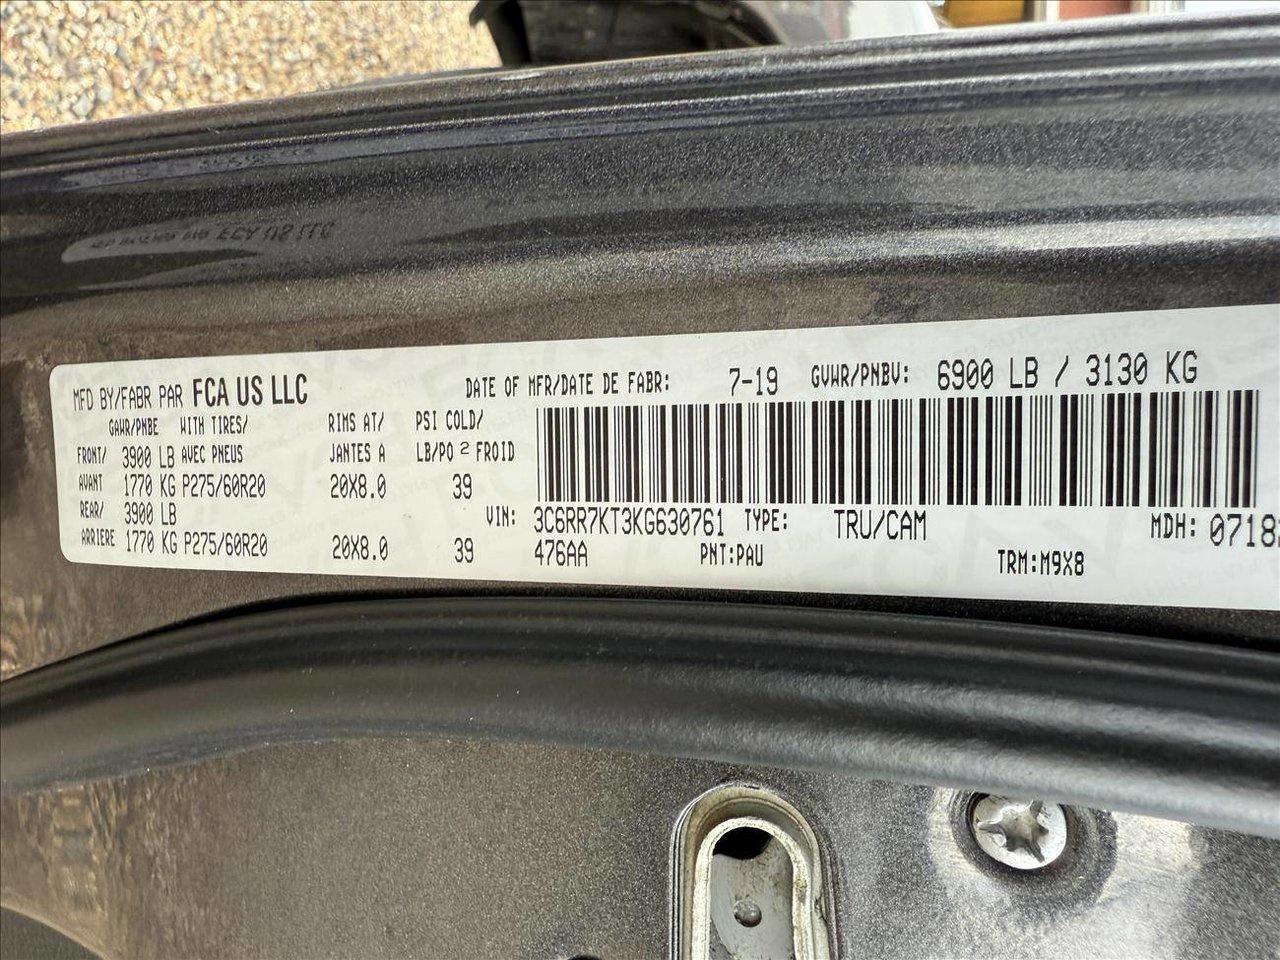 MFD BY/FABR PAR FCA US LLC DATE OF MFR/DATE DE FABR: 7-19 GVWR/PNBV: 6900 LB / 3130 KG
GAWR/PNBE WITH TIRES/ RIMS AT/ PSI COLD/
FRONT/ 3900 LB AVEC PNEUS JANTES A LB/PO 2 FROID
AVANT 1770 KG P275/60R20 20X8.0 39
REAR/ 3900 LB VIN: 3C6RR7KT3KG630761 TYPE: TRU/CAM MDH: 0718
ARRIERE 1770 KG P275/60R20 20X8.0 39 476AA PNT:PAU TRM:M9X8